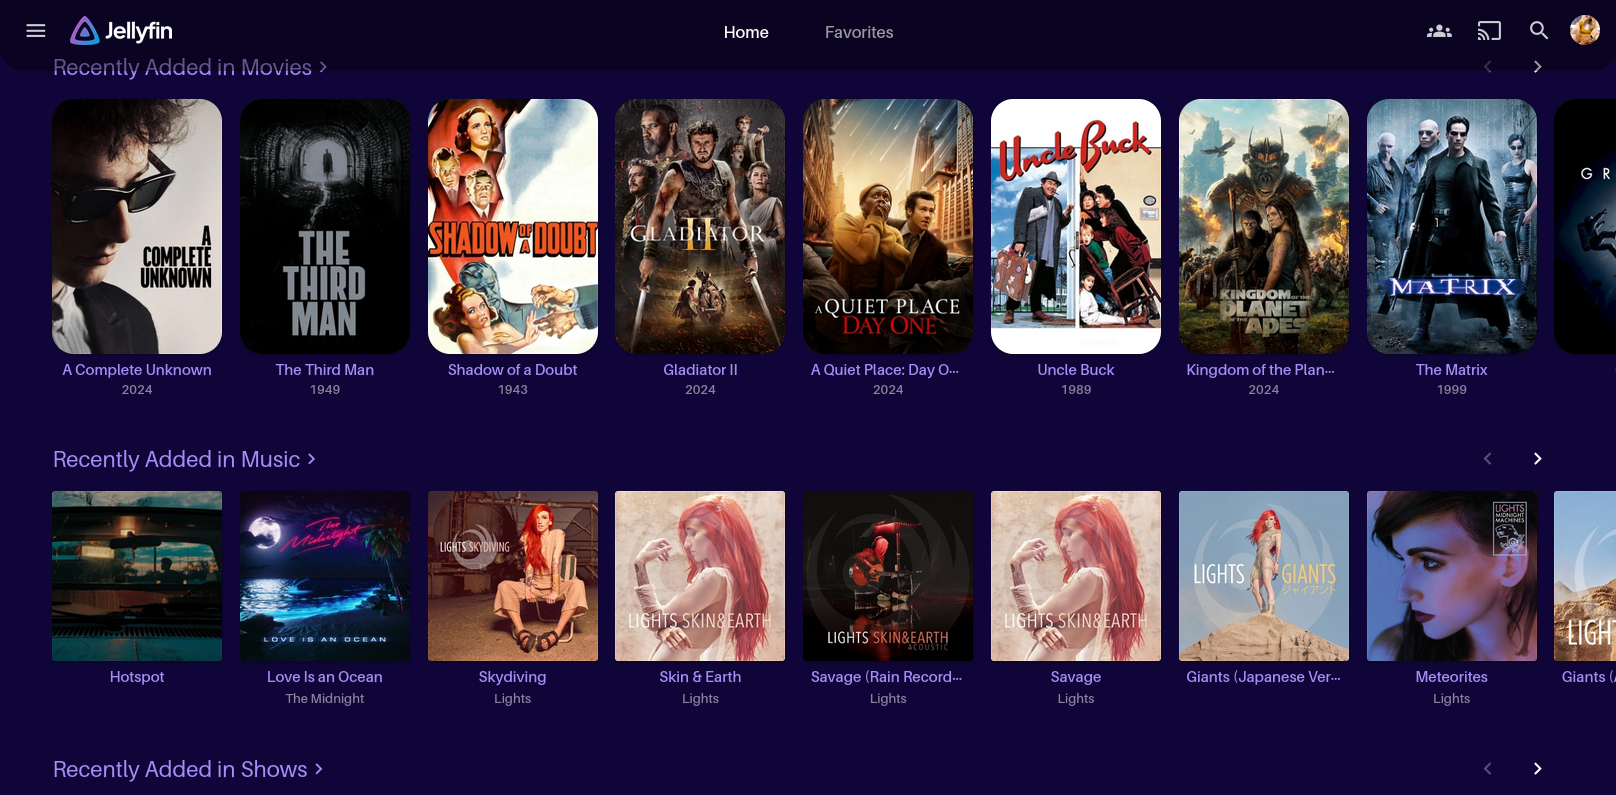 Jellyfin
Home
Favorites
Recently Added in Movies
A
COMPLETE
UNKNOWN
THE
THIRD
MAN
SHADOW OF A DOUBT
GLADIATOR
II
A QUIET PLACE
DAY ONE
Uncle Buck
KINGDOM OF THE
PLANET
OF THE APES
MATRIX
G R
A Complete Unknown
The Third Man
Shadow of a Doubt
Gladiator II
A Quiet Place: Day O...
Uncle Buck
Kingdom of the Plan...
The Matrix
2024
1949
1943
2024
2024
1989
2024
1999
Recently Added in Music
The
Midnight
LOVE IS AN OCEAN
LIGHTS SKYDIVING
LIGHTS SKIN&EARTH
LIGHTS SKIN&EARTH
ACOUSTIC
LIGHTS SKIN&EARTH
LIGHTS GIANTS
ジャイアント
LIGHTS
MIDNIGHT
MACHINES
LIGHT
Hotspot
Love Is an Ocean
Skydiving
Skin & Earth
Savage (Rain Record...
Savage
Giants (Japanese Ver...
Meteorites
Giants (
The Midnight
Lights
Lights
Lights
Lights
Lights
Recently Added in Shows